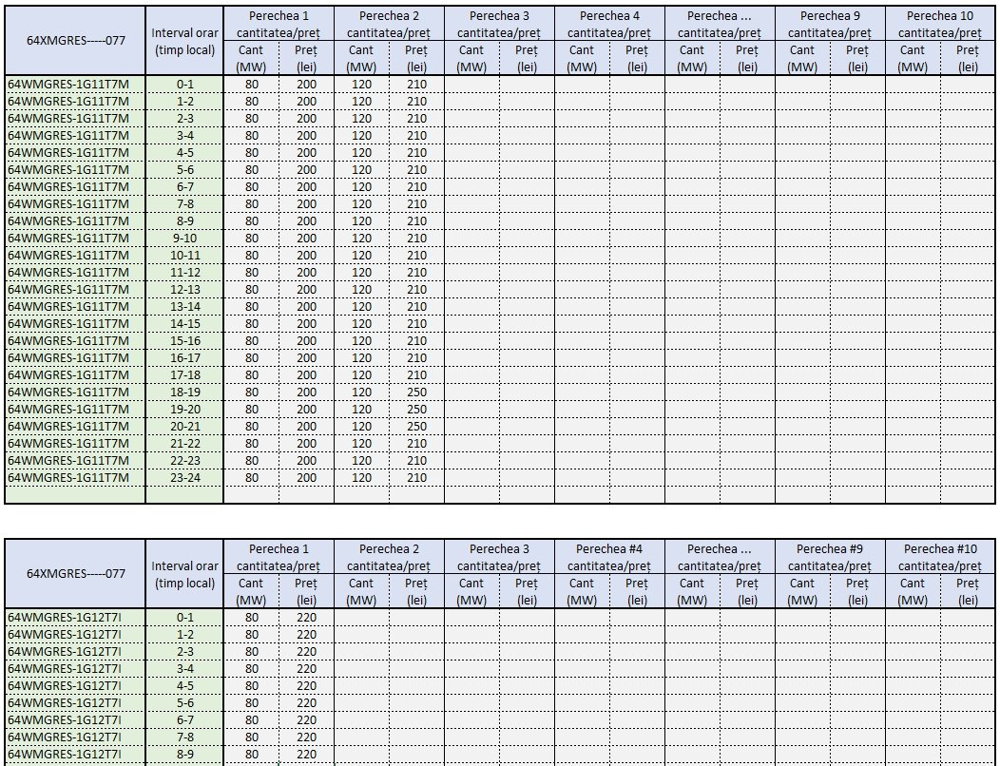 Perechea 1 Perechea 2 Perechea 3 Perechea 4 Perechea ... Perechea 9 Perechea 10
64XMGRES-----077 Interval orar cantitatea/preț cantitatea/preț cantitatea/preț cantitatea/preț cantitatea/preț cantitatea/preț cantitatea/preț
(timp local) Cant Preț Cant Preț Cant Preț Cant Preț Cant Preț Cant Preț Cant Preț
(MW) (lei) (MW) (lei) (MW) (lei) (MW) (lei) (MW) (lei) (MW) (lei) (MW) (lei)
64WMGRES-1G11T7M 0-1 80 200 120 210
64WMGRES-1G11T7M 1-2 80 200 120 210
64WMGRES-1G11T7M 2-3 80 200 120 210
64WMGRES-1G11T7M 3-4 80 200 120 210
64WMGRES-1G11T7M 4-5 80 200 120 210
64WMGRES-1G11T7M 5-6 80 200 120 210
64WMGRES-1G11T7M 6-7 80 200 120 210
64WMGRES-1G11T7M 7-8 80 200 120 210
64WMGRES-1G11T7M 8-9 80 200 120 210
64WMGRES-1G11T7M 9-10 80 200 120 210
64WMGRES-1G11T7M 10-11 80 200 120 210
64WMGRES-1G11T7M 11-12 80 200 120 210
64WMGRES-1G11T7M 12-13 80 200 120 210
64WMGRES-1G11T7M 13-14 80 200 120 210
64WMGRES-1G11T7M 14-15 80 200 120 210
64WMGRES-1G11T7M 15-16 80 200 120 210
64WMGRES-1G11T7M 16-17 80 200 120 210
64WMGRES-1G11T7M 17-18 80 200 120 210
64WMGRES-1G11T7M 18-19 80 200 120 250
64WMGRES-1G11T7M 19-20 80 200 120 250
64WMGRES-1G11T7M 20-21 80 200 120 250
64WMGRES-1G11T7M 21-22 80 200 120 210
64WMGRES-1G11T7M 22-23 80 200 120 210
64WMGRES-1G11T7M 23-24 80 200 120 210
Perechea 1 Perechea 2 Perechea 3 Perechea #4 Perechea ... Perechea #9 Perechea #10
64XMGRES-----077 Interval orar cantitatea/preț cantitatea/preț cantitatea/preț cantitatea/preț cantitatea/preț cantitatea/preț cantitatea/preț
(timp local) Cant Preț Cant Preț Cant Preț Cant Preț Cant Preț Cant Preț Cant Preț
(MW) (lei) (MW) (lei) (MW) (lei) (MW) (lei) (MW) (lei) (MW) (lei) (MW) (lei)
64WMGRES-1G12T7I 0-1 80 220
64WMGRES-1G12T7I 1-2 80 220
64WMGRES-1G12T7I 2-3 80 220
64WMGRES-1G12T7I 3-4 80 220
64WMGRES-1G12T7I 4-5 80 220
64WMGRES-1G12T7I 5-6 80 220
64WMGRES-1G12T7I 6-7 80 220
64WMGRES-1G12T7I 7-8 80 220
64WMGRES-1G12T7I 8-9 80 220